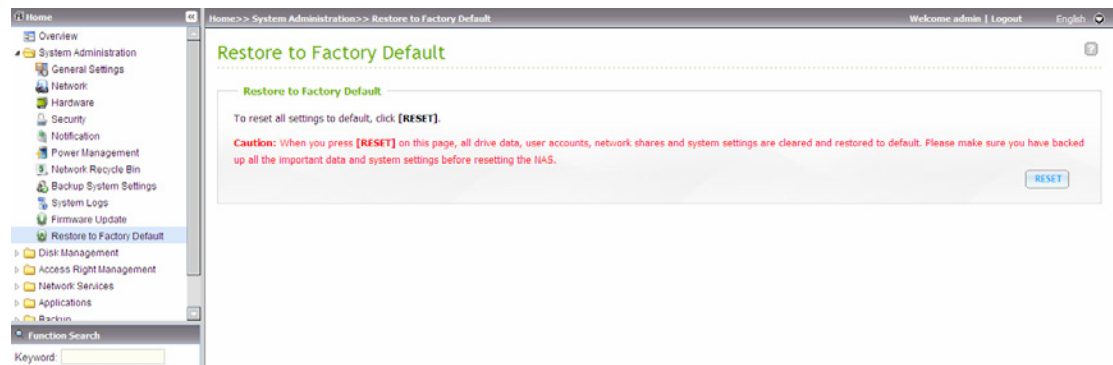 Home
Home>> System Administration>> Restore to Factory Default
Welcome admin | Logout
English
Overview
System Administration
General Settings
Network
Hardware
Security
Notification
Power Management
Network Recycle Bin
Backup System Settings
System Logs
Firmware Update
Restore to Factory Default
Disk Management
Access Right Management
Network Services
Applications
Backup
Function Search
Keyword:
Restore to Factory Default
Restore to Factory Default
To reset all settings to default, click [RESET].
Caution: When you press [RESET] on this page, all drive data, user accounts, network shares and system settings are cleared and restored to default. Please make sure you have backed
up all the important data and system settings before resetting the NAS.
RESET